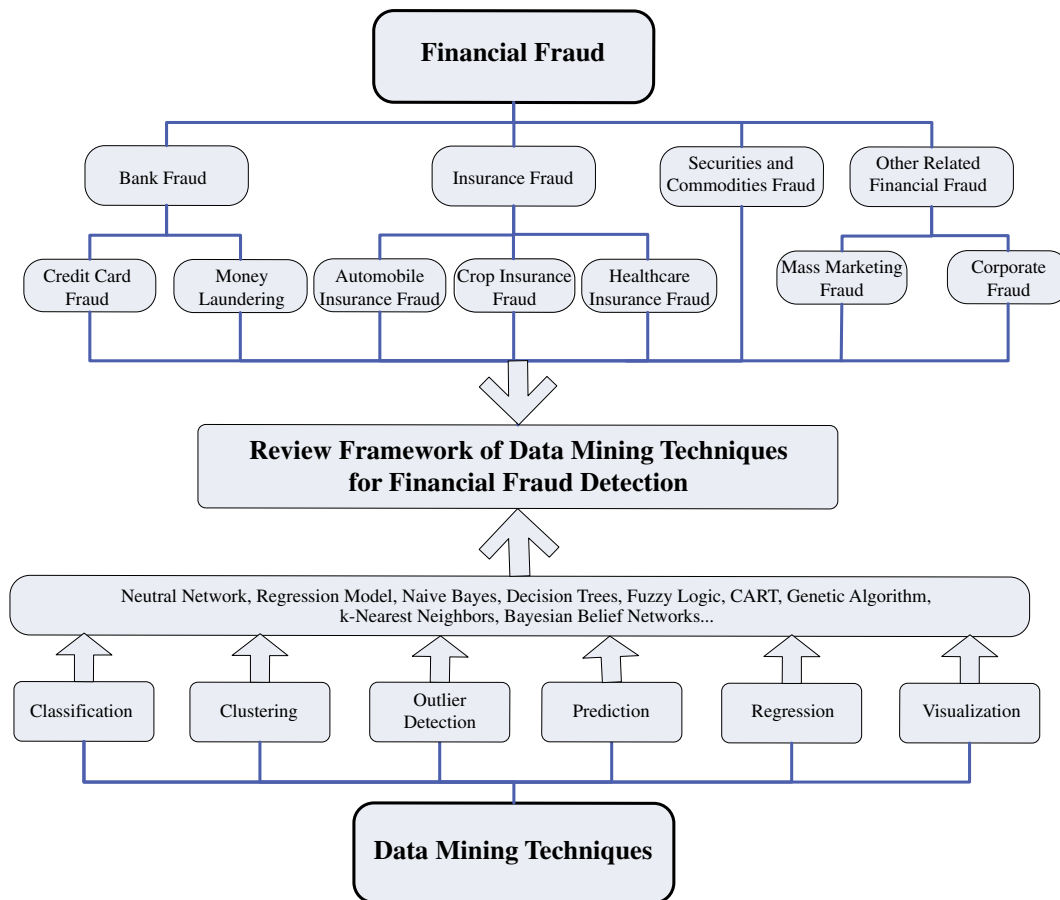 Financial Fraud
Bank Fraud
Insurance Fraud
Securities and
Commodities Fraud
Other Related
Financial Fraud
Credit Card
Fraud
Money
Laundering
Automobile
Insurance Fraud
Crop Insurance
Fraud
Healthcare
Insurance Fraud
Mass Marketing
Fraud
Corporate
Fraud
Review Framework of Data Mining Techniques
for Financial Fraud Detection
Neutral Network, Regression Model, Naive Bayes, Decision Trees, Fuzzy Logic, CART, Genetic Algorithm,
k-Nearest Neighbors, Bayesian Belief Networks...
Classification
Clustering
Outlier
Detection
Prediction
Regression
Visualization
Data Mining Techniques